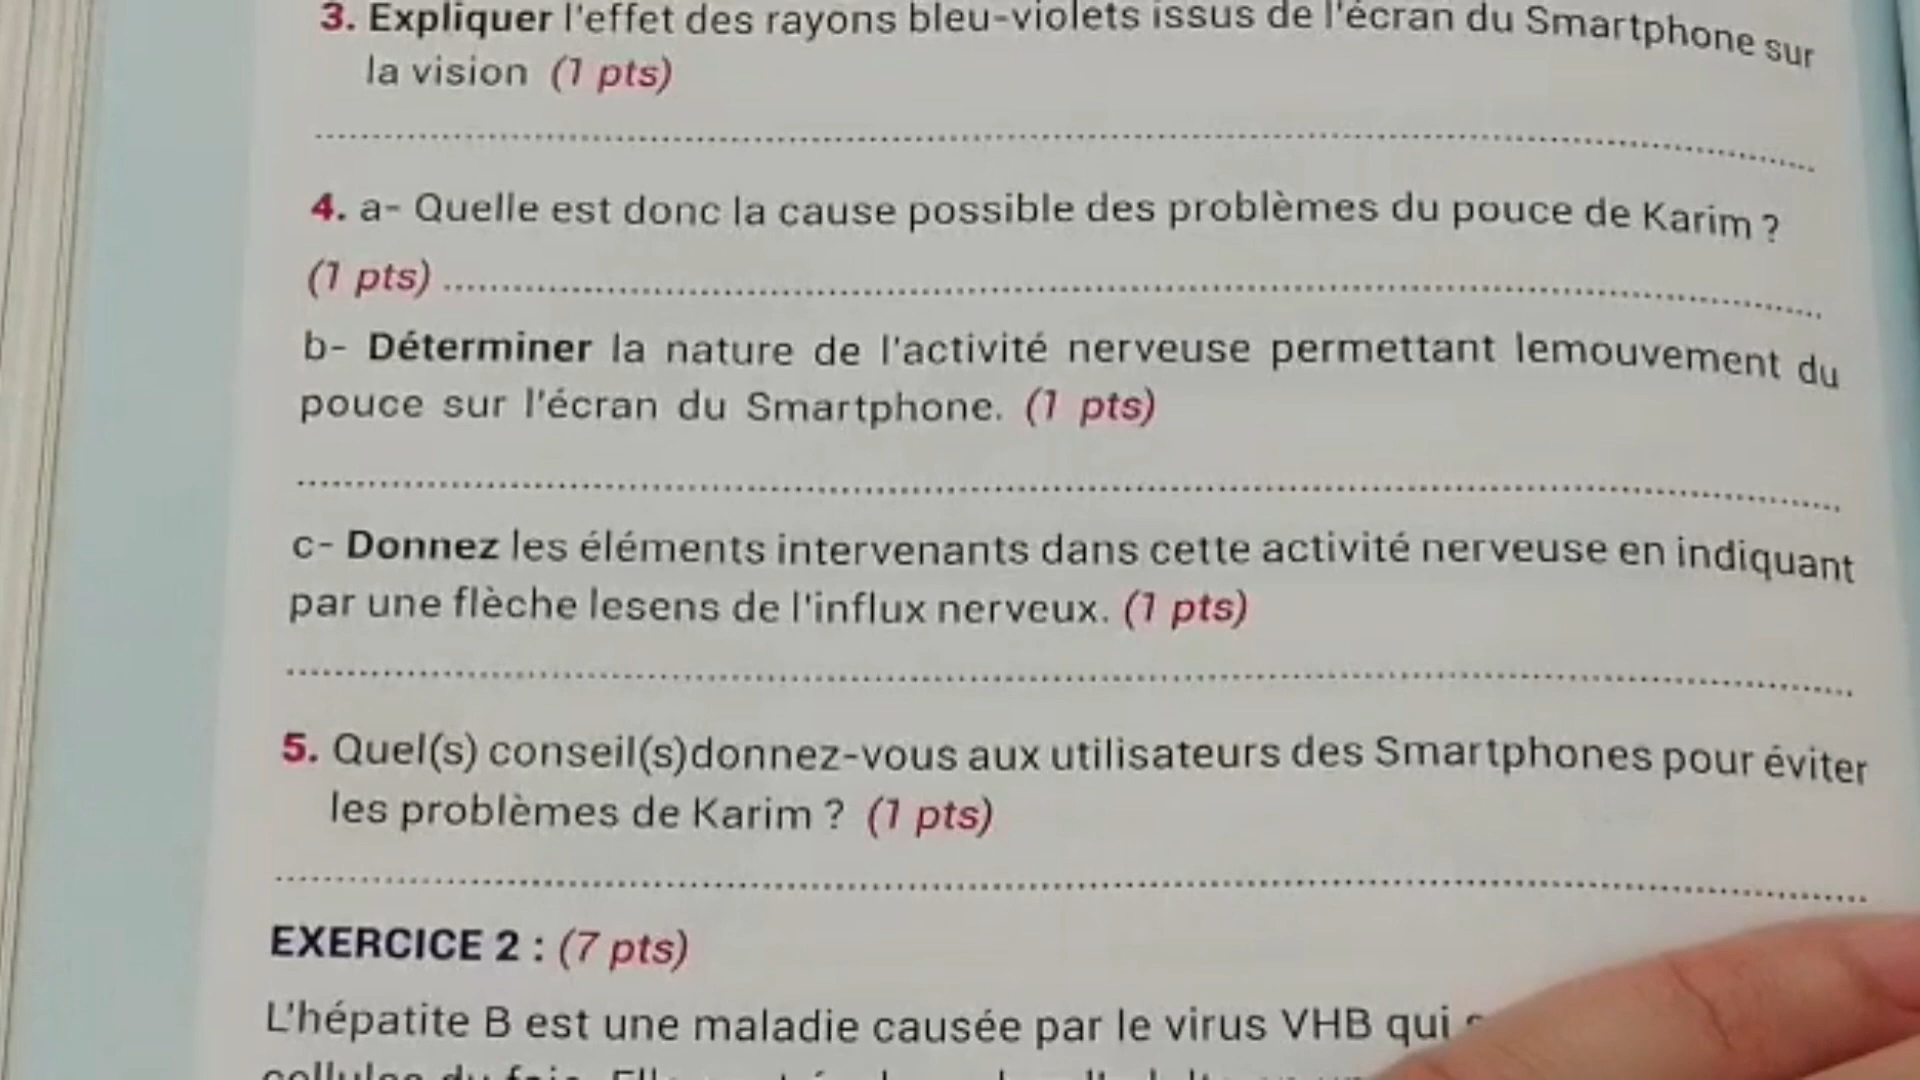 3. Expliquer l'effet des rayons bleu-violets issus de l'écran du Smartphone sur
la vision (1 pts)
4. a- Quelle est donc la cause possible des problèmes du pouce de Karim ?
(1 pts)
b- Déterminer la nature de l'activité nerveuse permettant lemouvement du
pouce sur l'écran du Smartphone. (1 pts)
c- Donnez les éléments intervenants dans cette activité nerveuse en indiquant
par une flèche lesens de l'influx nerveux. (1 pts)
5. Quel(s) conseil(s)donnez-vous aux utilisateurs des Smartphones pour éviter
les problèmes de Karim ? (1 pts)
EXERCICE 2 : (7 pts)
L'hépatite B est une maladie causée par le virus VHB qui
cellules du foie.